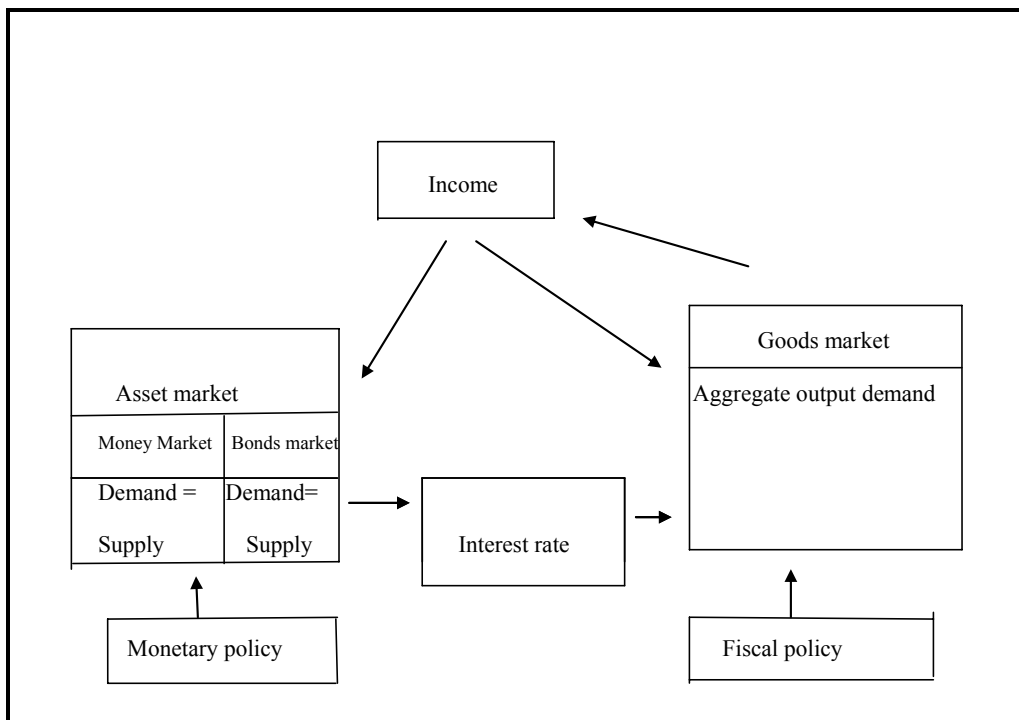 Income
Goods market
Aggregate output demand
Asset market
Money Market
Bonds market
Demand =
Supply
Demand=
Supply
Interest rate
Monetary policy
Fiscal policy